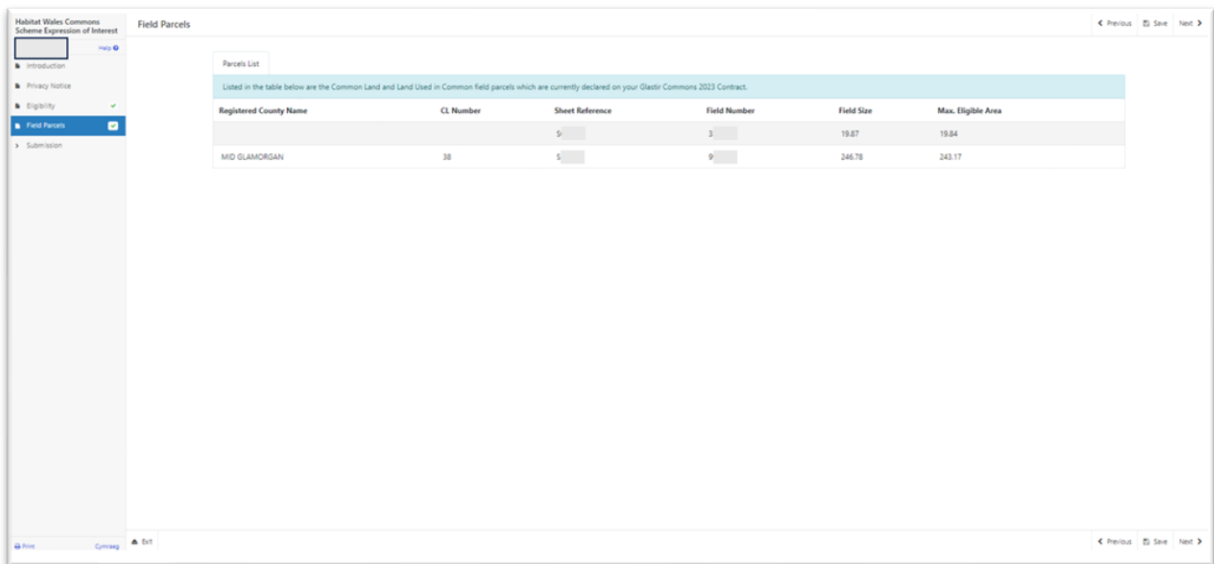 Habitat Wales Commons
Scheme Expression of Interest
Help
Introduction
Privacy Notice
Eligibility
Field Parcels
Submission
Print
Cymraeg
Field Parcels
Previous Save Next
Parcels List
Listed in the table below are the Common Land and Land Used in Common field parcels which are currently declared on your Glastir Commons 2023 Contract.
Registered County Name CL Number Sheet Reference Field Number Field Size Max. Eligible Area
S 3 19.87 19.84
MID GLAMORGAN 38 S 9 246.78 243.17
Exit
Previous Save Next